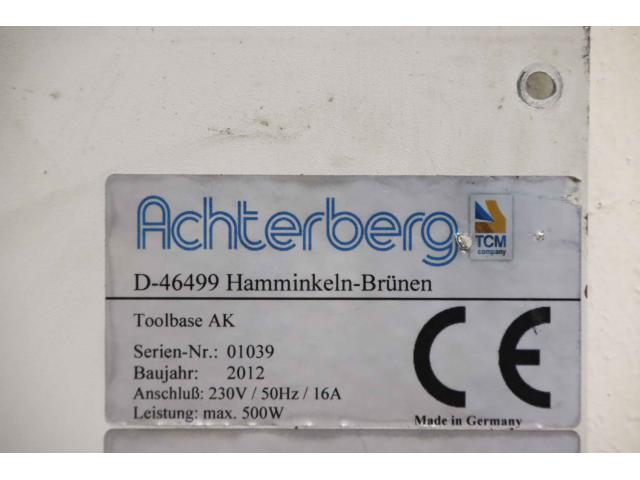 Achterberg
TCM
company
D-46499 Hamminkeln-Brünen
Toolbase AK
Serien-Nr.: 01039
Baujahr: 2012
Anschluß: 230V / 50Hz / 16A
Leistung: max. 500W
CE
Made in Germany